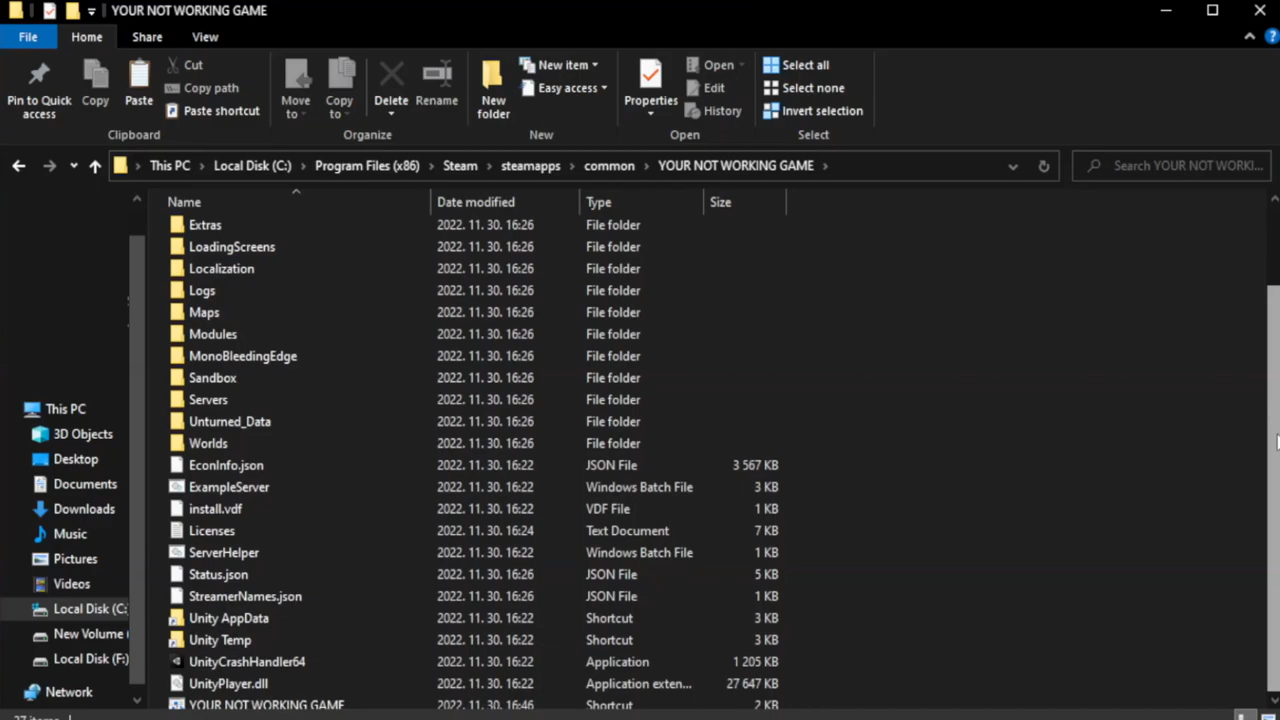 YOUR NOT WORKING GAME
File Home Share View
Pin to Quick access
Copy
Paste
Cut
Copy path
Paste shortcut
Move to
Copy to
Delete
Rename
New folder
New item
Easy access
Properties
Open
Edit
History
Select all
Select none
Invert selection
Clipboard Organize New Open Select
This PC Local Disk (C:) Program Files (x86) Steam steamapps common YOUR NOT WORKING GAME
Search YOUR NOT WORKI...
Name Date modified Type Size
Extras 2022. 11. 30. 16:26 File folder
LoadingScreens 2022. 11. 30. 16:26 File folder
Localization 2022. 11. 30. 16:26 File folder
Logs 2022. 11. 30. 16:26 File folder
Maps 2022. 11. 30. 16:26 File folder
Modules 2022. 11. 30. 16:26 File folder
MonoBleedingEdge 2022. 11. 30. 16:26 File folder
Sandbox 2022. 11. 30. 16:26 File folder
Servers 2022. 11. 30. 16:26 File folder
Unturned_Data 2022. 11. 30. 16:26 File folder
Worlds 2022. 11. 30. 16:26 File folder
EconInfo.json 2022. 11. 30. 16:22 JSON File 3 567 KB
ExampleServer 2022. 11. 30. 16:22 Windows Batch File 3 KB
install.vdf 2022. 11. 30. 16:22 VDF File 1 KB
Licenses 2022. 11. 30. 16:24 Text Document 7 KB
ServerHelper 2022. 11. 30. 16:22 Windows Batch File 1 KB
Status.json 2022. 11. 30. 16:26 JSON File 5 KB
StreamerNames.json 2022. 11. 30. 16:26 JSON File 1 KB
Unity AppData 2022. 11. 30. 16:22 Shortcut 3 KB
Unity Temp 2022. 11. 30. 16:22 Shortcut 3 KB
UnityCrashHandler64 2022. 11. 30. 16:22 Application 1 205 KB
UnityPlayer.dll 2022. 11. 30. 16:22 Application exten... 27 647 KB
YOUR NOT WORKING GAME 2022. 11. 30. 16:46 Shortcut 2 KB
This PC
3D Objects
Desktop
Documents
Downloads
Music
Pictures
Videos
Local Disk (C:
New Volume (
Local Disk (F:)
Network